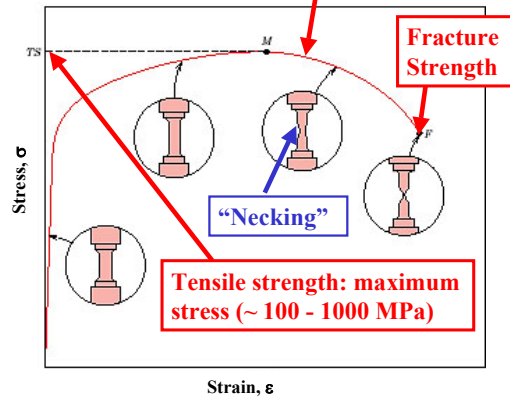 TS
M
Fracture
Strength
F
Stress, σ
“Necking”
Tensile strength: maximum
stress (~ 100 - 1000 MPa)
Strain, ε